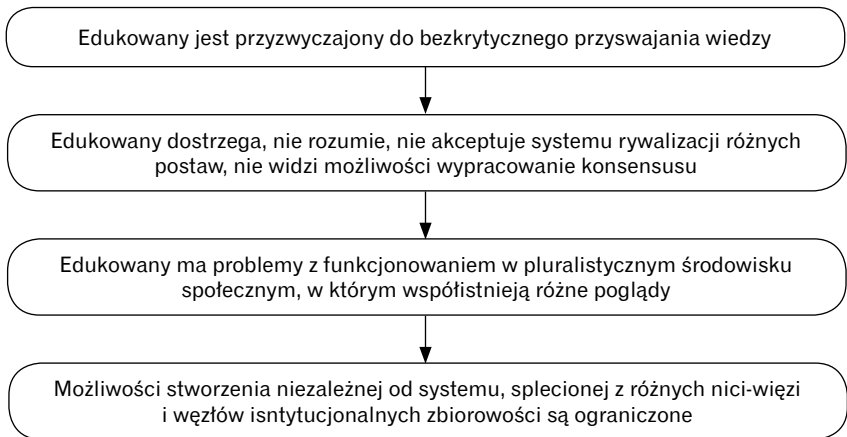 Edukowany jest przyzwyczajony do bezkrytycznego przyswajania wiedzy
Edukowany dostrzega, nie rozumie, nie akceptuje systemu rywalizacji różnych
postaw, nie widzi możliwości wypracowanie konsensusu
Edukowany ma problemy z funkcjonowaniem w pluralistycznym środowisku
społecznym, w którym współistnieją różne poglądy
Możliwości stworzenia niezależnej od systemu, splecionej z różnych nici-więzi
i węzłów isntytucjonalnych zbiorowości są ograniczone